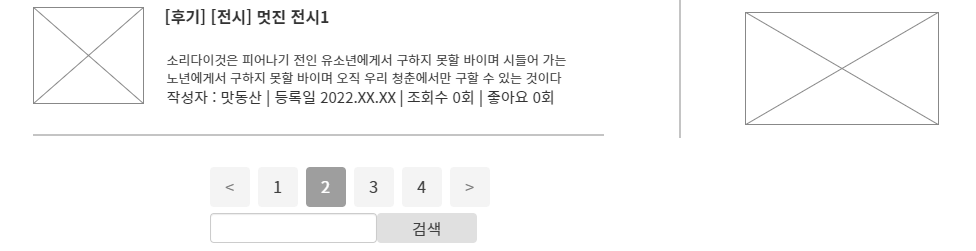 [후기] [전시] 멋진 전시1
소리다이것은 피어나기 전인 유소년에게서 구하지 못할 바이며 시들어 가는
노년에게서 구하지 못할 바이며 오직 우리 청춘에서만 구할 수 있는 것이다
작성자 : 맛동산 | 등록일 2022.XX.XX | 조회수 0회 | 좋아요 0회
< 1 2 3 4 >
검색